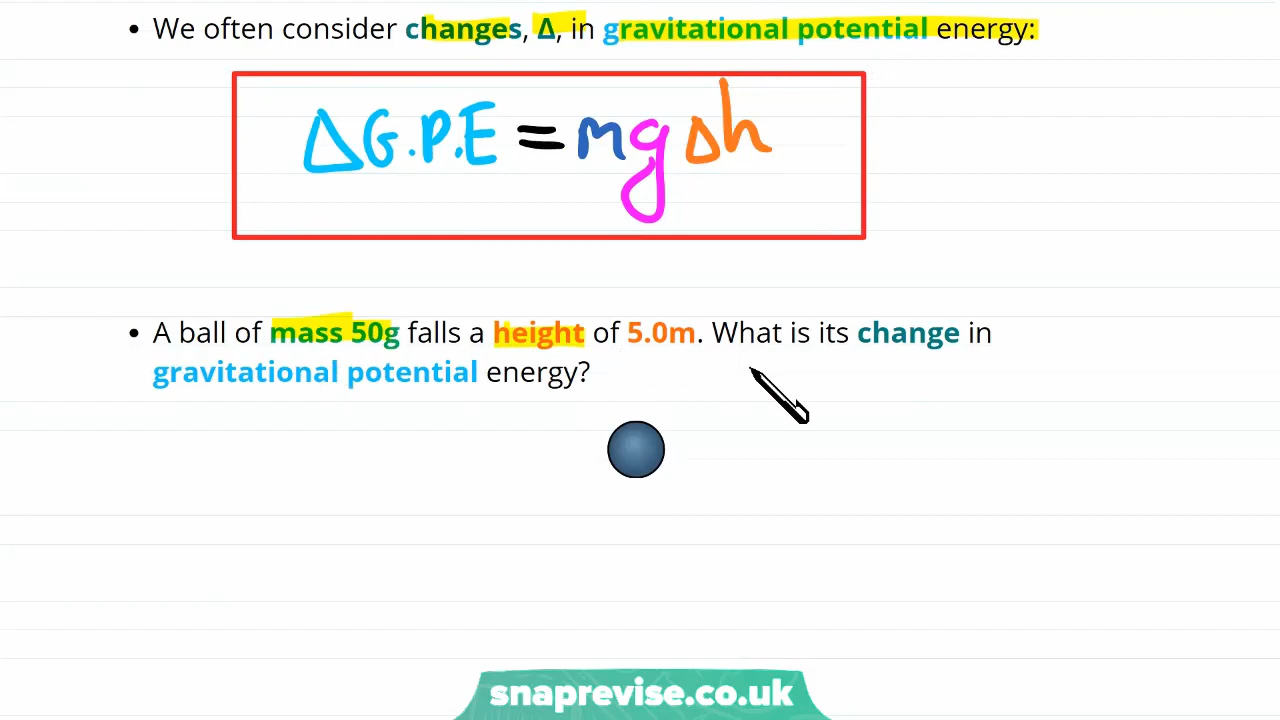 • We often consider changes, Δ, in gravitational potential energy:
ΔG.P.E = mgΔh
• A ball of mass 50g falls a height of 5.0m. What is its change in
gravitational potential energy?
snaprevise.co.uk